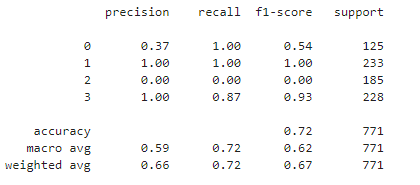 precision recall f1-score support
0 0.37 1.00 0.54 125
1 1.00 1.00 1.00 233
2 0.00 0.00 0.00 185
3 1.00 0.87 0.93 228
accuracy 0.72 771
macro avg 0.59 0.72 0.62 771
weighted avg 0.66 0.72 0.67 771